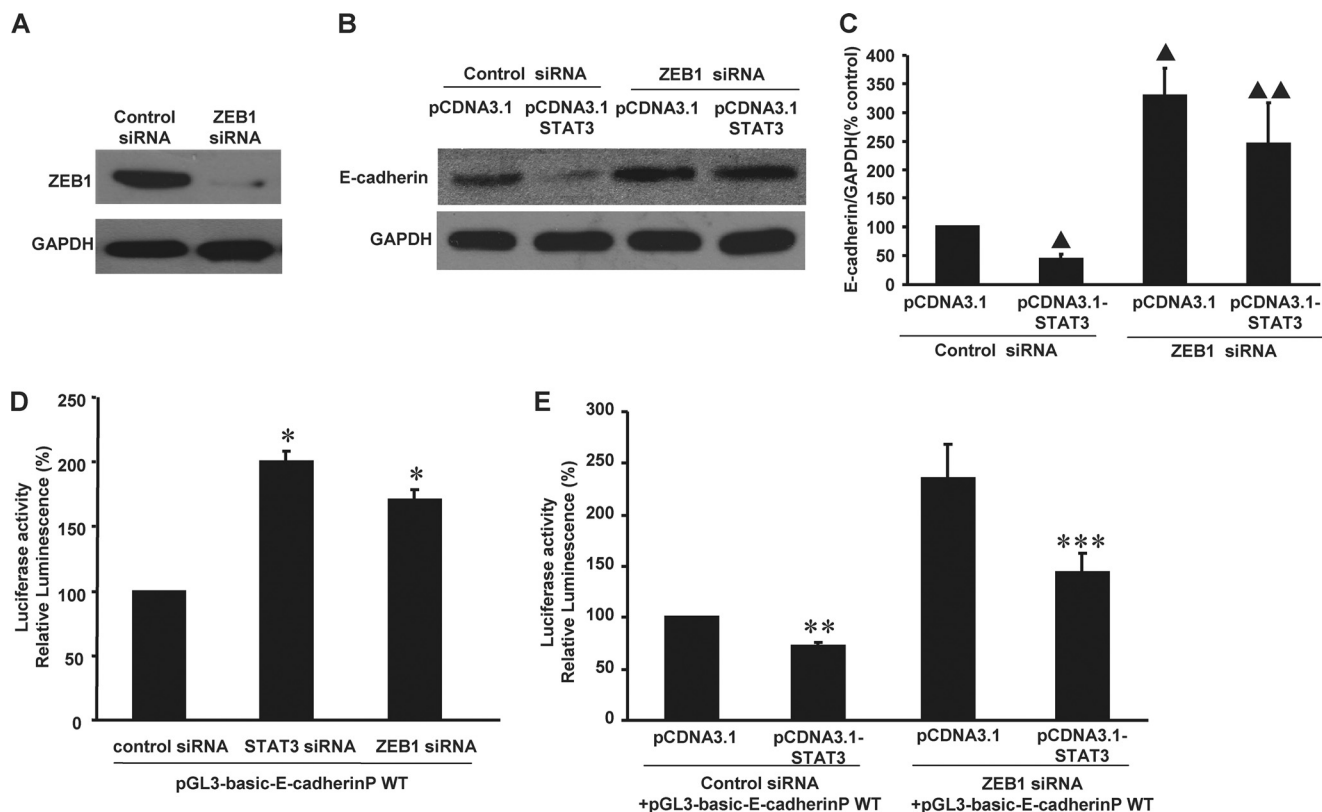 A
Control
siRNA
ZEB1
siRNA
ZEB1
GAPDH
B
Control siRNA
ZEB1 siRNA
pCDNA3.1
pCDNA3.1
STAT3
pCDNA3.1
pCDNA3.1
STAT3
E-cadherin
GAPDH
C
E-cadherin/GAPDH(% control)
400
350
300
250
200
150
100
50
0
▲
▲
▲▲
pCDNA3.1
pCDNA3.1-
STAT3
pCDNA3.1
pCDNA3.1-
STAT3
Control siRNA
ZEB1 siRNA
D
Luciferase activity
Relative Luminescence (%)
250
200
150
100
50
0
*
*
control siRNA
STAT3 siRNA
ZEB1 siRNA
pGL3-basic-E-cadherinP WT
E
Luciferase activity
Relative Luminescence (%)
300
250
200
150
100
50
0
**
***
pCDNA3.1
pCDNA3.1-
STAT3
pCDNA3.1
pCDNA3.1-
STAT3
Control siRNA
+pGL3-basic-E-cadherinP WT
ZEB1 siRNA
+pGL3-basic-E-cadherinP WT